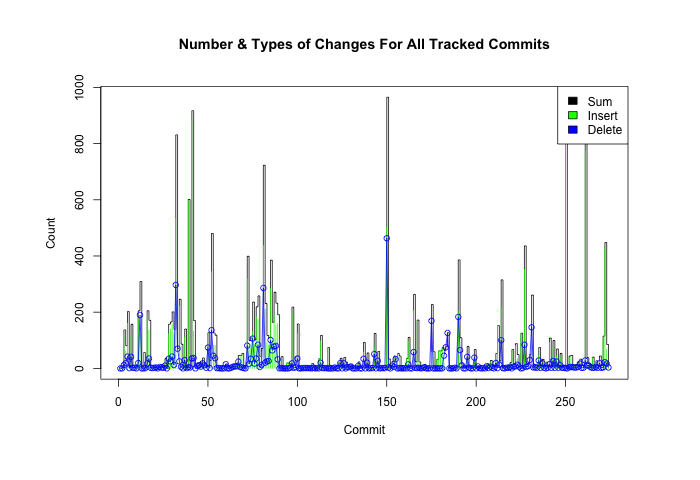 Number & Types of Changes For All Tracked Commits
Count
1000
800
600
400
200
0
Sum
Insert
Delete
0 50 100 150 200 250
Commit